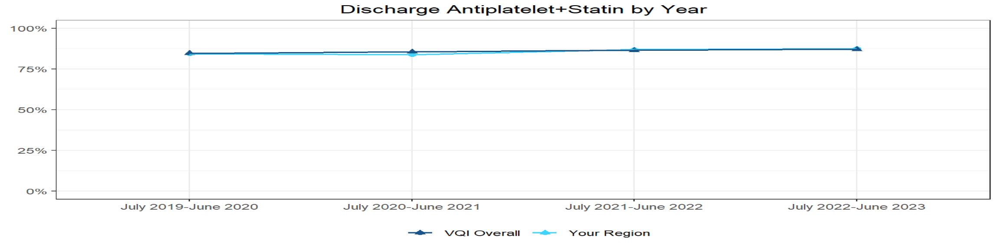 Discharge Antiplatelet+Statin by Year
100%
75%
50%
25%
0%
July 2019-June 2020 July 2020-June 2021 July 2021-June 2022 July 2022-June 2023
VQI Overall Your Region